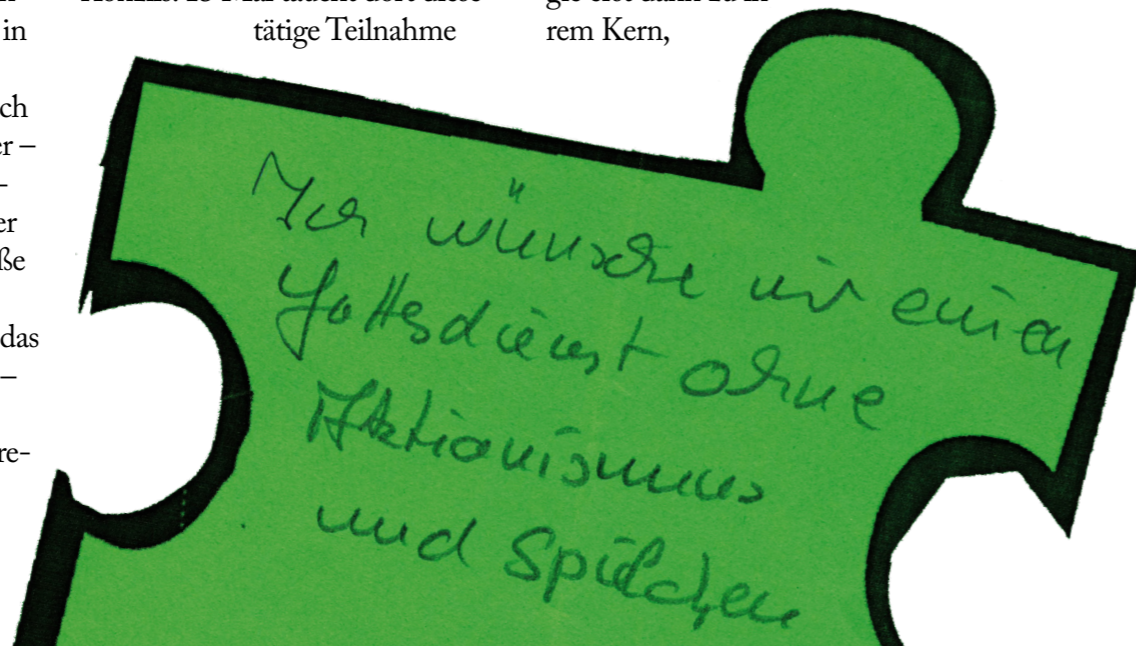 in
tätige Teilnahme
rem Kern,
ch
er –
-
er
ße
das
–
re-
Ich wünsche mir einen
Gottesdienst ohne
Aktionismus
und Spielchen